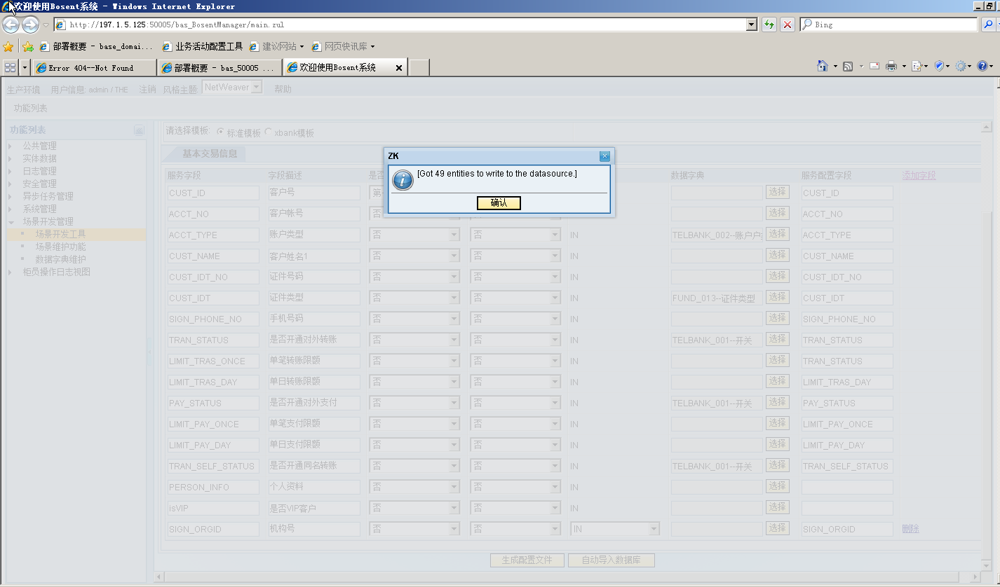 欢迎使用Bosent系统 - Windows Internet Explorer
http://197.1.5.125:50005/bas_BosentManager/main.zul
Bing
部署概要 - base_domai... 业务活动配置工具 建议网站 网页快讯库
Error 404--Not Found 部署概要 - bas_50005 ... 欢迎使用Bosent系统
生产环境 用户信息: admin / THE 注销 风格主题 NetWeaver 帮助
功能列表
功能列表
公共管理
实体数据
日志管理
安全管理
异步任务管理
系统管理
场景开发管理
场景开发工具
场景维护功能
数据字典维护
柜员操作日志视图
请选择模板: 标准模板 xbank模板
基本交易信息
ZK
[Got 49 entities to write to the datasource.]
确认
服务字段 字段描述 是否 数据字典 服务配置字段 添加字段
CUST_ID 客户号 第 选择 CUST_ID
ACCT_NO 客户帐号 否 选择 ACCT_NO
ACCT_TYPE 账户类型 否 否 IN TELBANK_002--账户户 选择 ACCT_TYPE
CUST_NAME 客户姓名1 否 否 IN 选择 CUST_NAME
CUST_IDT_NO 证件号码 否 否 IN 选择 CUST_IDT_NO
CUST_IDT 证件类型 否 否 IN FUND_013--证件类型 选择 CUST_IDT
SIGN_PHONE_NO 手机号码 否 否 IN 选择 SIGN_PHONE_NO
TRAN_STATUS 是否开通对外转账 否 否 IN TELBANK_001--开关 选择 TRAN_STATUS
LIMIT_TRAS_ONCE 单笔转账限额 否 否 IN 选择 TRAN_STATUS
LIMIT_TRAS_DAY 单日转账限额 否 否 IN 选择 LIMIT_TRAS_DAY
PAY_STATUS 是否开通对外支付 否 否 IN TELBANK_001--开关 选择 PAY_STATUS
LIMIT_PAY_ONCE 单笔支付限额 否 否 IN 选择 LIMIT_PAY_ONCE
LIMIT_PAY_DAY 单日支付限额 否 否 IN 选择 LIMIT_PAY_DAY
TRAN_SELF_STATUS 是否开通同名转账 否 否 IN TELBANK_001--开关 选择 TRAN_SELF_STATUS
PERSON_INFO 个人资料 否 否 IN 选择
isVIP 是否VIP客户 否 否 IN 选择
SIGN_ORGID 机构号 否 否 IN 选择 SIGN_ORGID 删除
生成配置文件 自动导入数据库